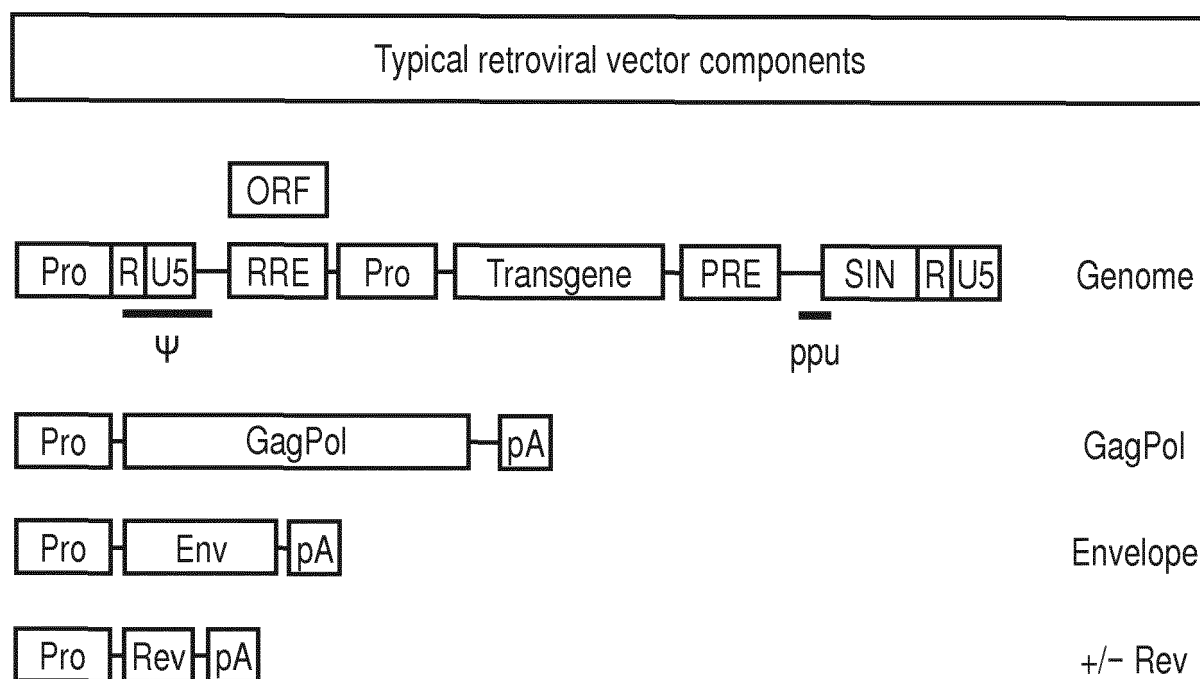 Typical retroviral vector components
ORF
Pro R U5 RRE Pro Transgene PRE SIN R U5 Genome
Ψ ppu
Pro GagPol pA GagPol
Pro Env pA Envelope
Pro Rev pA +/− Rev